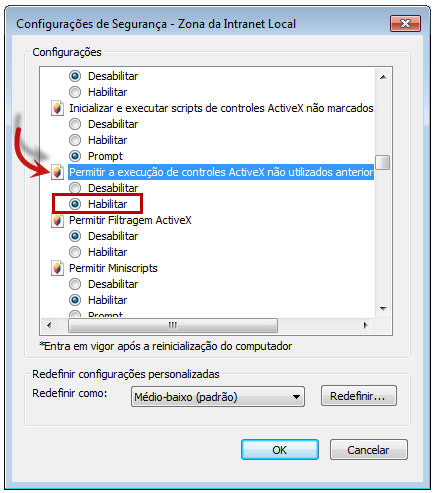 Configurações de Segurança - Zona da Intranet Local
Configurações
Desabilitar
Habilitar
Inicializar e executar scripts de controles ActiveX não marcados
Desabilitar
Habilitar
Prompt
Permitir a execução de controles ActiveX não utilizados anterior
Desabilitar
Habilitar
Permitir Filtragem ActiveX
Desabilitar
Habilitar
Permitir Miniscripts
Desabilitar
Habilitar
Prompt
*Entra em vigor após a reinicialização do computador
Redefinir configurações personalizadas
Redefinir como:
Médio-baixo (padrão)
Redefinir...
OK
Cancelar